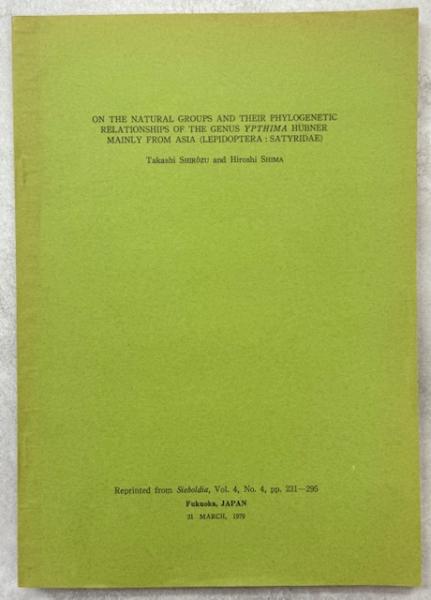 ON THE NATURAL GROUPS AND THEIR PHYLOGENETIC
RELATIONSHIPS OF THE GENUS YPTHIMA HÜBNER
MAINLY FROM ASIA (LEPIDOPTERA : SATYRIDAE)
Takashi SHIRÔZU and Hiroshi SHIMA
Reprinted from Sieboldia, Vol. 4, No. 4, pp. 231—295
Fukuoka, JAPAN
31 MARCH, 1979